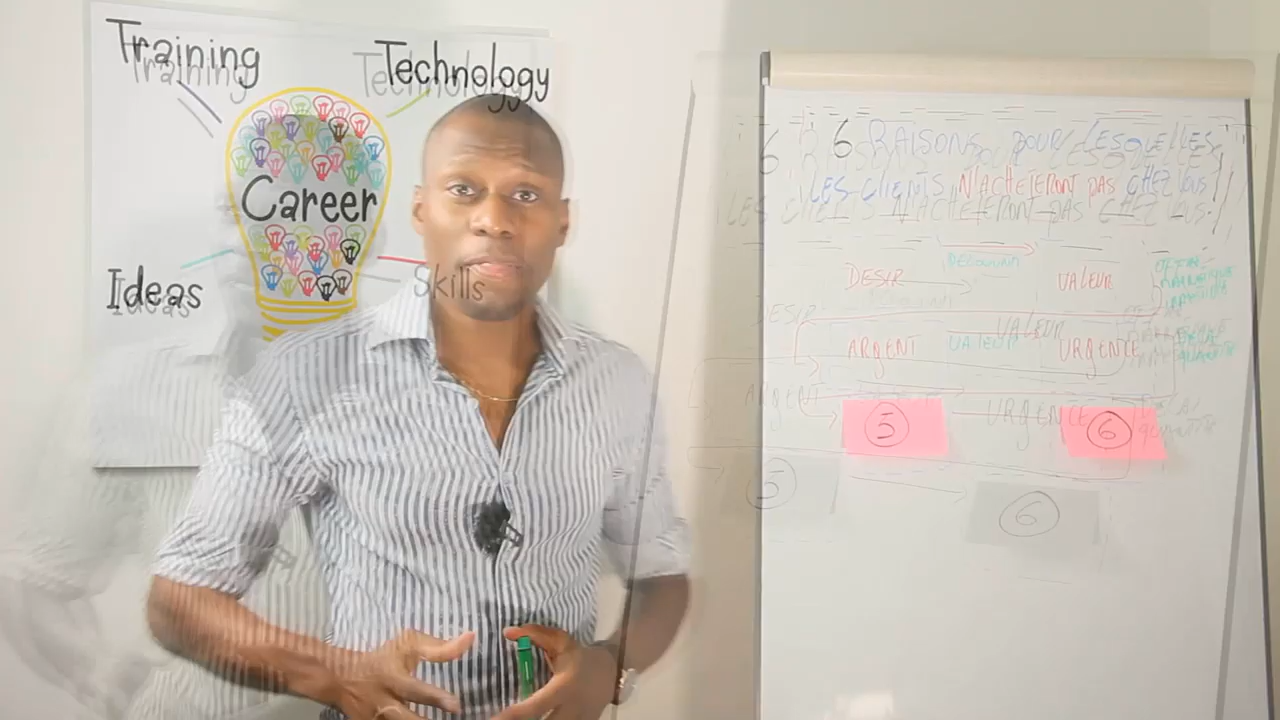 Training
Technology
Career
Ideas
Skills
6 RAISONS POUR LESQUELLES
LES CLIENTS N'ACHETERONT PAS CHEZ VOUS!
DESIR
DECOUVRIR
VALEUR
ARGENT
VALEUR
URGENCE
5
6